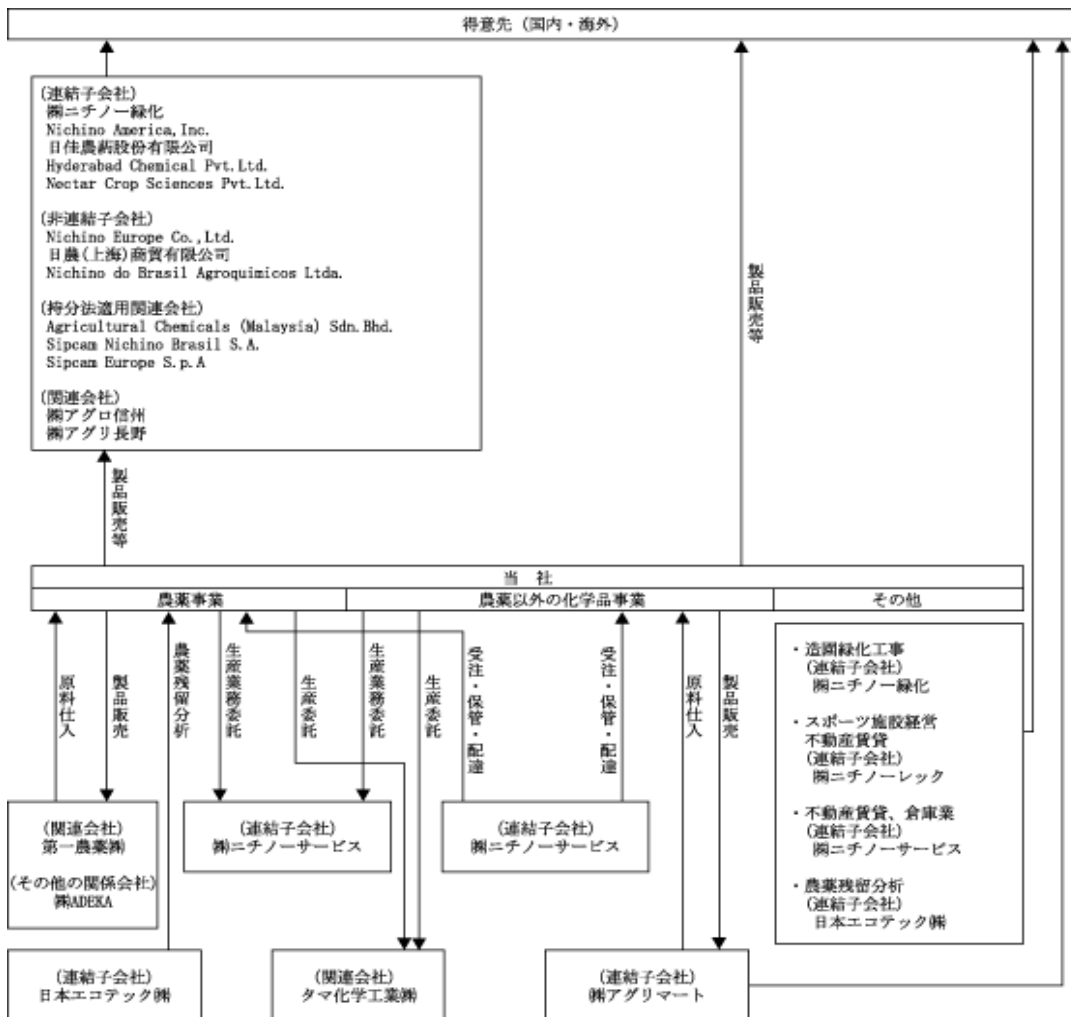 得意先（国内・海外）
(連結子会社)
㈱ニチノー緑化
Nichino America,Inc.
日佳農葯股份有限公司
Hyderabad Chemical Pvt.Ltd.
Nectar Crop Sciences Pvt.Ltd.
(非連結子会社)
Nichino Europe Co.,Ltd.
日農(上海)商貿有限公司
Nichino do Brasil Agroquimicos Ltda.
(持分法適用関連会社)
Agricultural Chemicals (Malaysia) Sdn.Bhd.
Sipcam Nichino Brasil S.A.
Sipcam Europe S.p.A
(関連会社)
㈱アグロ信州
㈱アグリ長野
製品販売等
製品販売等
当 社
農薬事業
農薬以外の化学品事業
その他
原料仕入
製品販売
農薬残留分析
生産業務委託
生産委託
生産業務委託
生産委託
受注・保管・配達
受注・保管・配達
原料仕入
製品販売
・造園緑化工事
(連結子会社)
㈱ニチノー緑化
・スポーツ施設経営
不動産賃貸
(連結子会社)
㈱ニチノーレック
・不動産賃貸、倉庫業
(連結子会社)
㈱ニチノーサービス
・農薬残留分析
(連結子会社)
日本エコテック㈱
(関連会社)
第一農薬㈱
(その他の関係会社)
㈱ADEKA
(連結子会社)
㈱ニチノーサービス
(連結子会社)
㈱ニチノーサービス
(連結子会社)
日本エコテック㈱
(関連会社)
タマ化学工業㈱
(連結子会社)
㈱アグリマート